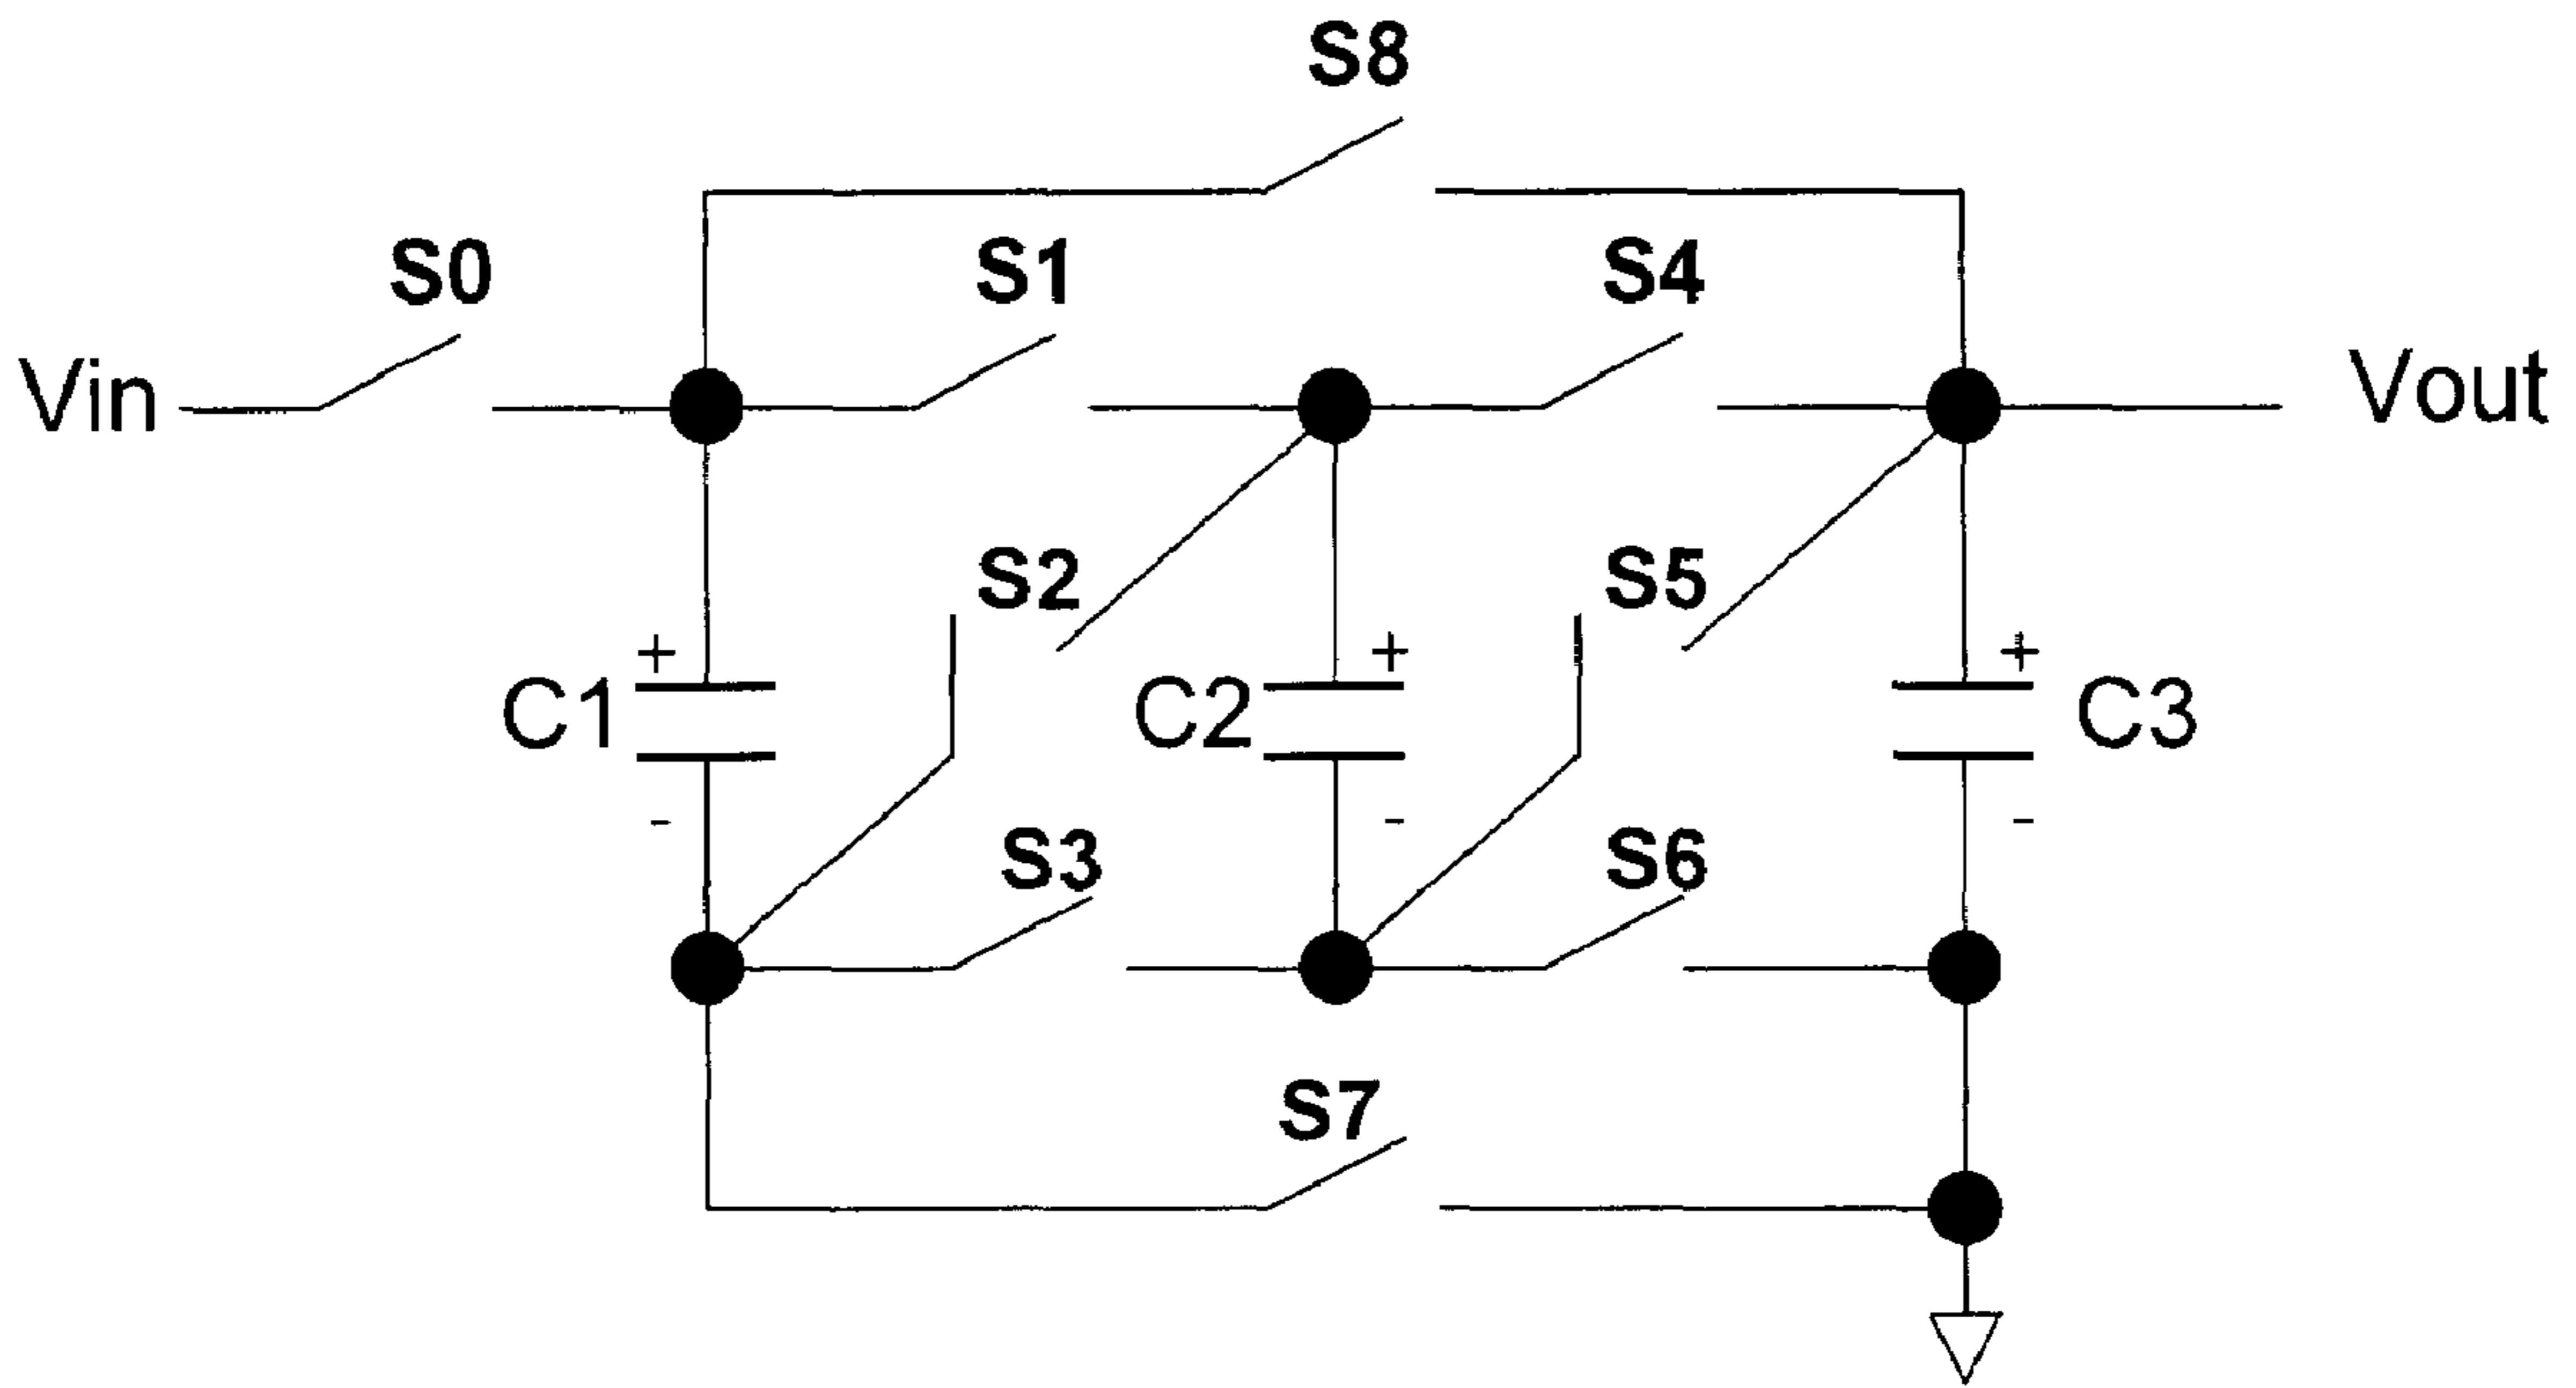 S8
S0 S1 S4
Vin Vout
S2 S5
+ + +
C1 C2 C3
- - -
S3 S6
S7